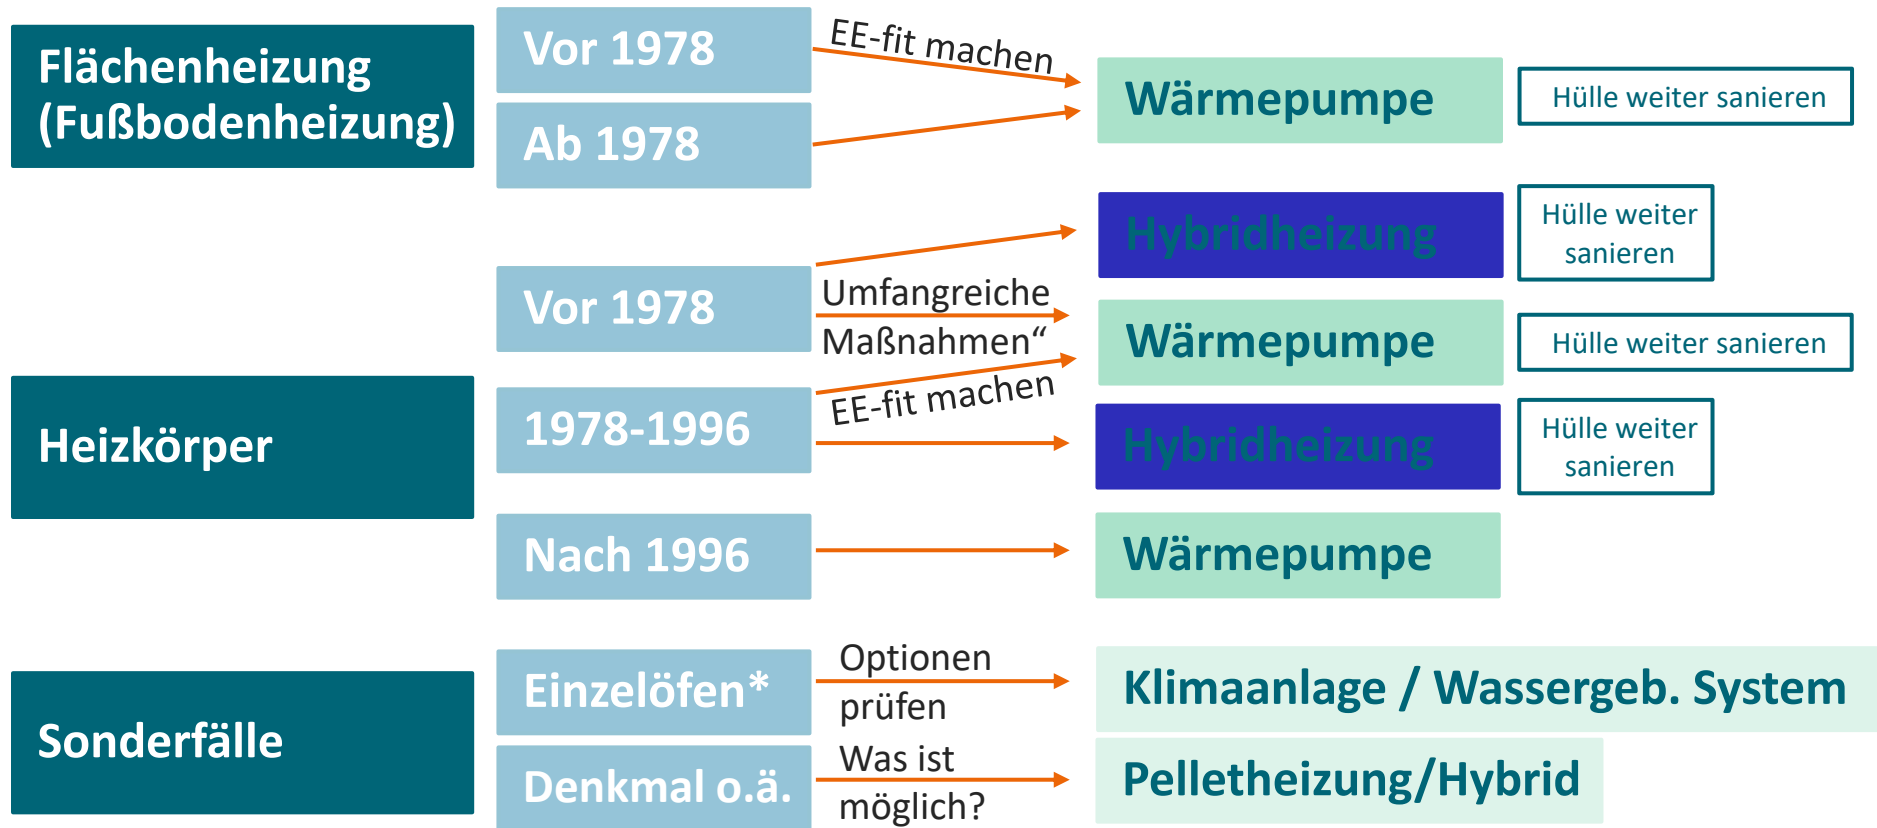 Flächenheizung
(Fußbodenheizung)
Vor 1978
EE-fit machen
Ab 1978
Wärmepumpe
Hülle weiter sanieren
Heizkörper
Vor 1978
Umfangreiche
Maßnahmen“
Hybridheizung
Hülle weiter
sanieren
Wärmepumpe
Hülle weiter sanieren
1978-1996
EE-fit machen
Hybridheizung
Hülle weiter
sanieren
Nach 1996
Wärmepumpe
Sonderfälle
Einzelöfen*
Optionen
prüfen
Klimaanlage / Wassergeb. System
Denkmal o.ä.
Was ist
möglich?
Pelletheizung/Hybrid